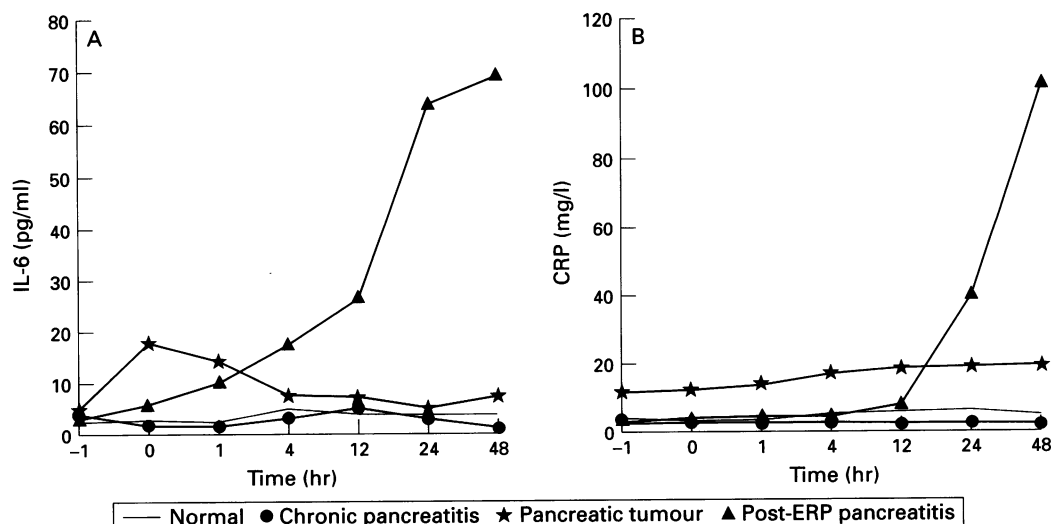 A
80
70
60
50
40
30
20
10
0
IL-6 (pg/ml)
–1 0 1 4 12 24 48
Time (hr)
B
120
100
80
60
40
20
0
CRP (mg/l)
–1 0 1 4 12 24 48
Time (hr)
Normal Chronic pancreatitis Pancreatic tumour Post-ERP pancreatitis